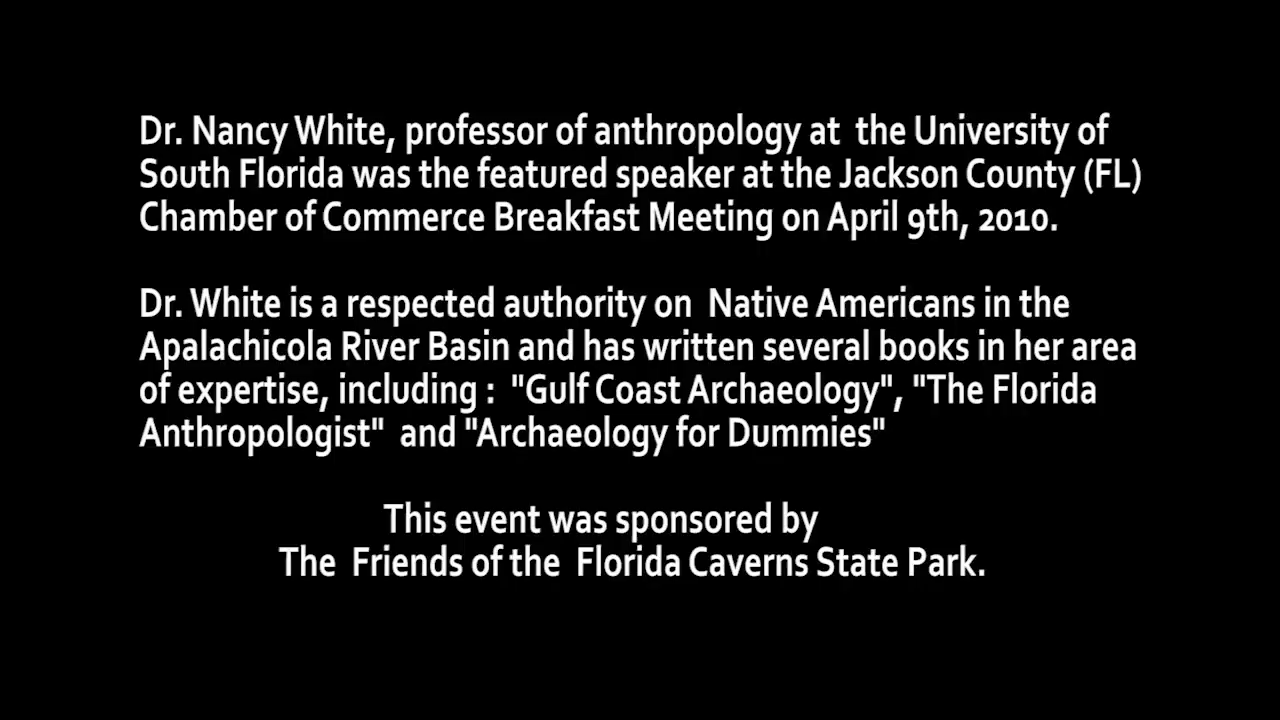 Dr. Nancy White, professor of anthropology at  the University of
South Florida was the featured speaker at the Jackson County (FL)
Chamber of Commerce Breakfast Meeting on April 9th, 2010.
Dr. White is a respected authority on  Native Americans in the
Apalachicola River Basin and has written several books in her area
of expertise, including :  "Gulf Coast Archaeology", "The Florida
Anthropologist"  and "Archaeology for Dummies"
This event was sponsored by
The  Friends of the  Florida Caverns State Park.